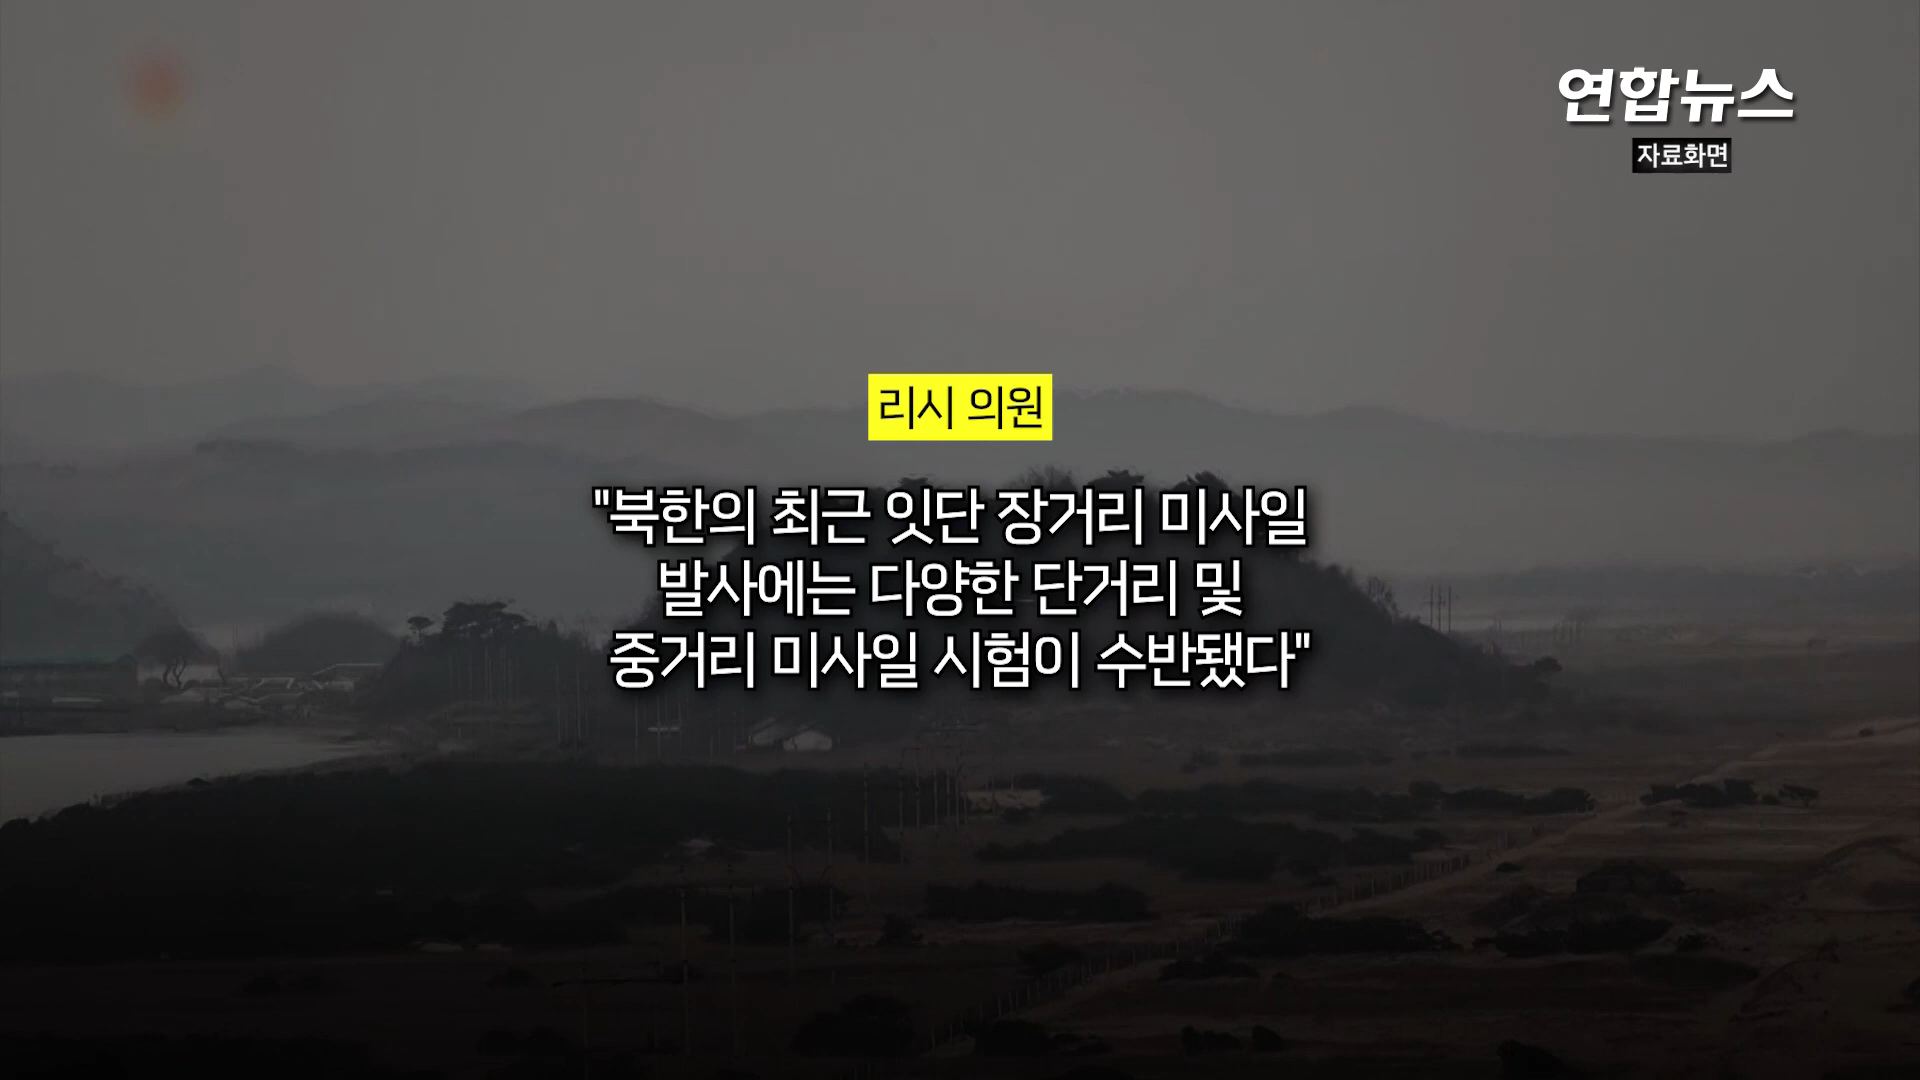 연합뉴스
자료화면
리시 의원
"북한의 최근 잇단 장거리 미사일
발사에는 다양한 단거리 및
중거리 미사일 시험이 수반됐다"